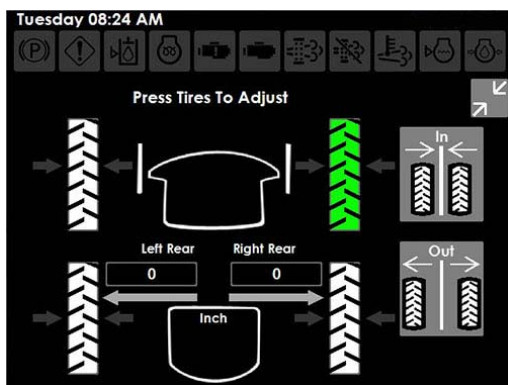 Tuesday 08:24 AM
(P)
Press Tires To Adjust
In
Left Rear Right Rear
0 0
Out
Inch